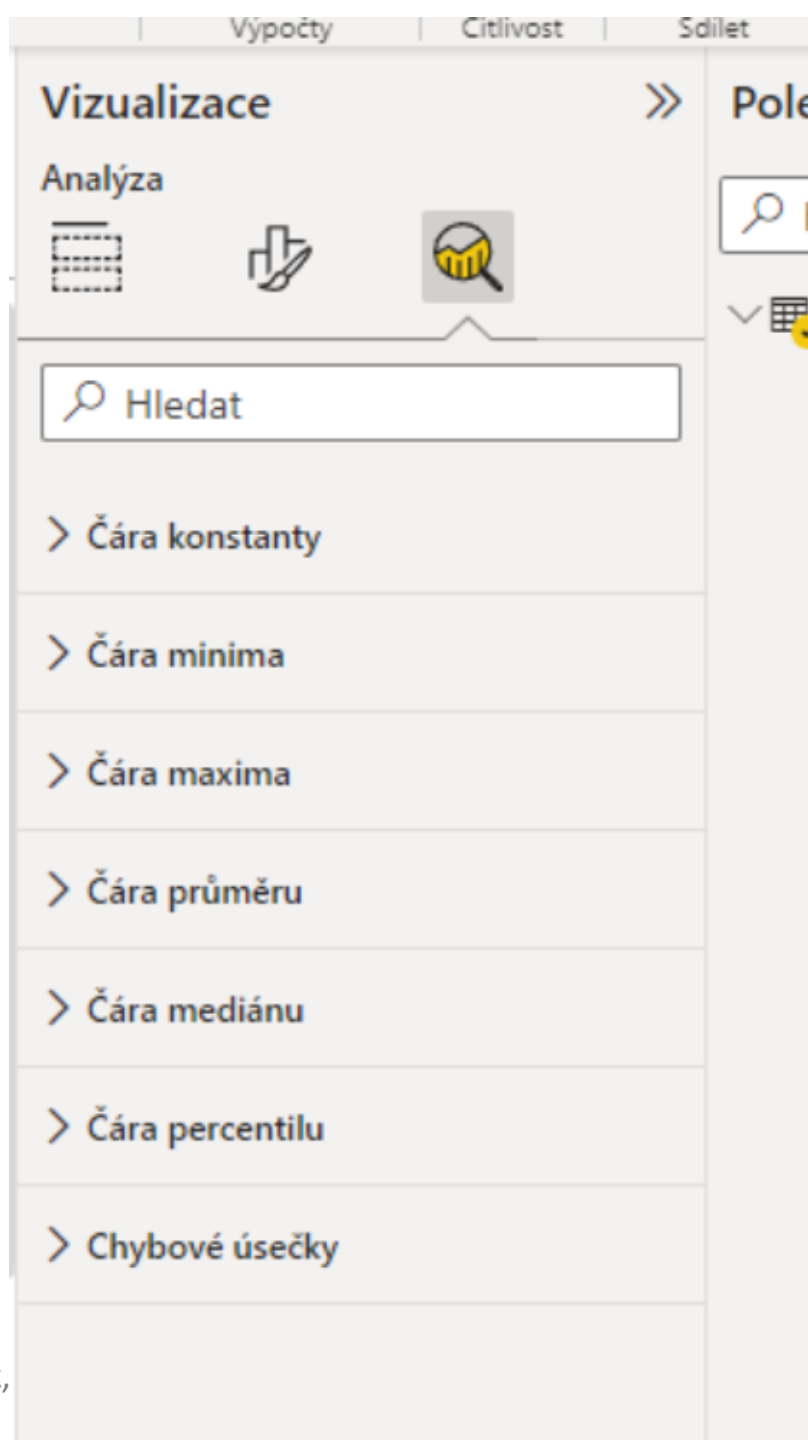 Výpočty Citlivost Sdílet
Vizualizace
Pole
Analýza
Hledat
Čára konstanty
Čára minima
Čára maxima
Čára průměru
Čára mediánu
Čára percentilu
Chybové úsečky